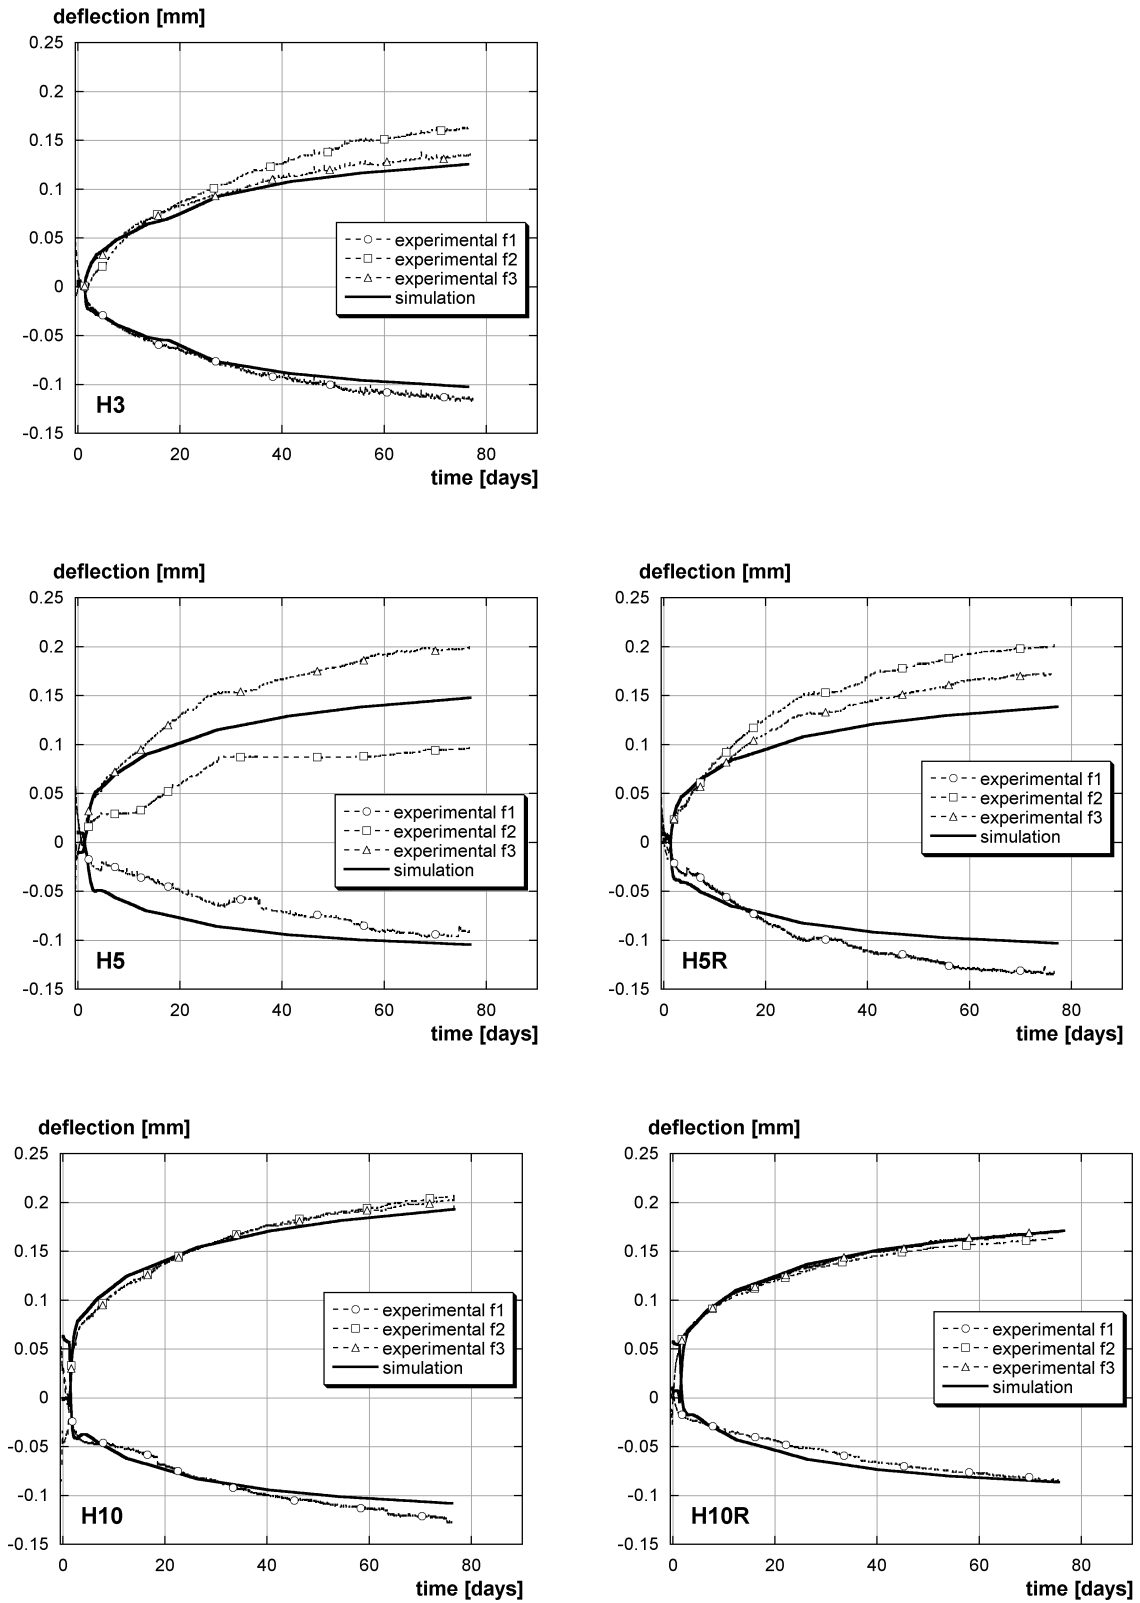 deflection [mm]
0.25
0.2
0.15
0.1
0.05
0
-0.05
-0.1
-0.15
experimental f1
experimental f2
experimental f3
simulation
H3
0 20 40 60 80
time [days]
deflection [mm]
0.25
0.2
0.15
0.1
0.05
0
-0.05
-0.1
-0.15
experimental f1
experimental f2
experimental f3
simulation
H5
0 20 40 60 80
time [days]
deflection [mm]
0.25
0.2
0.15
0.1
0.05
0
-0.05
-0.1
-0.15
experimental f1
experimental f2
experimental f3
simulation
H5R
0 20 40 60 80
time [days]
deflection [mm]
0.25
0.2
0.15
0.1
0.05
0
-0.05
-0.1
-0.15
experimental f1
experimental f2
experimental f3
simulation
H10
0 20 40 60 80
time [days]
deflection [mm]
0.25
0.2
0.15
0.1
0.05
0
-0.05
-0.1
-0.15
experimental f1
experimental f2
experimental f3
simulation
H10R
0 20 40 60 80
time [days]